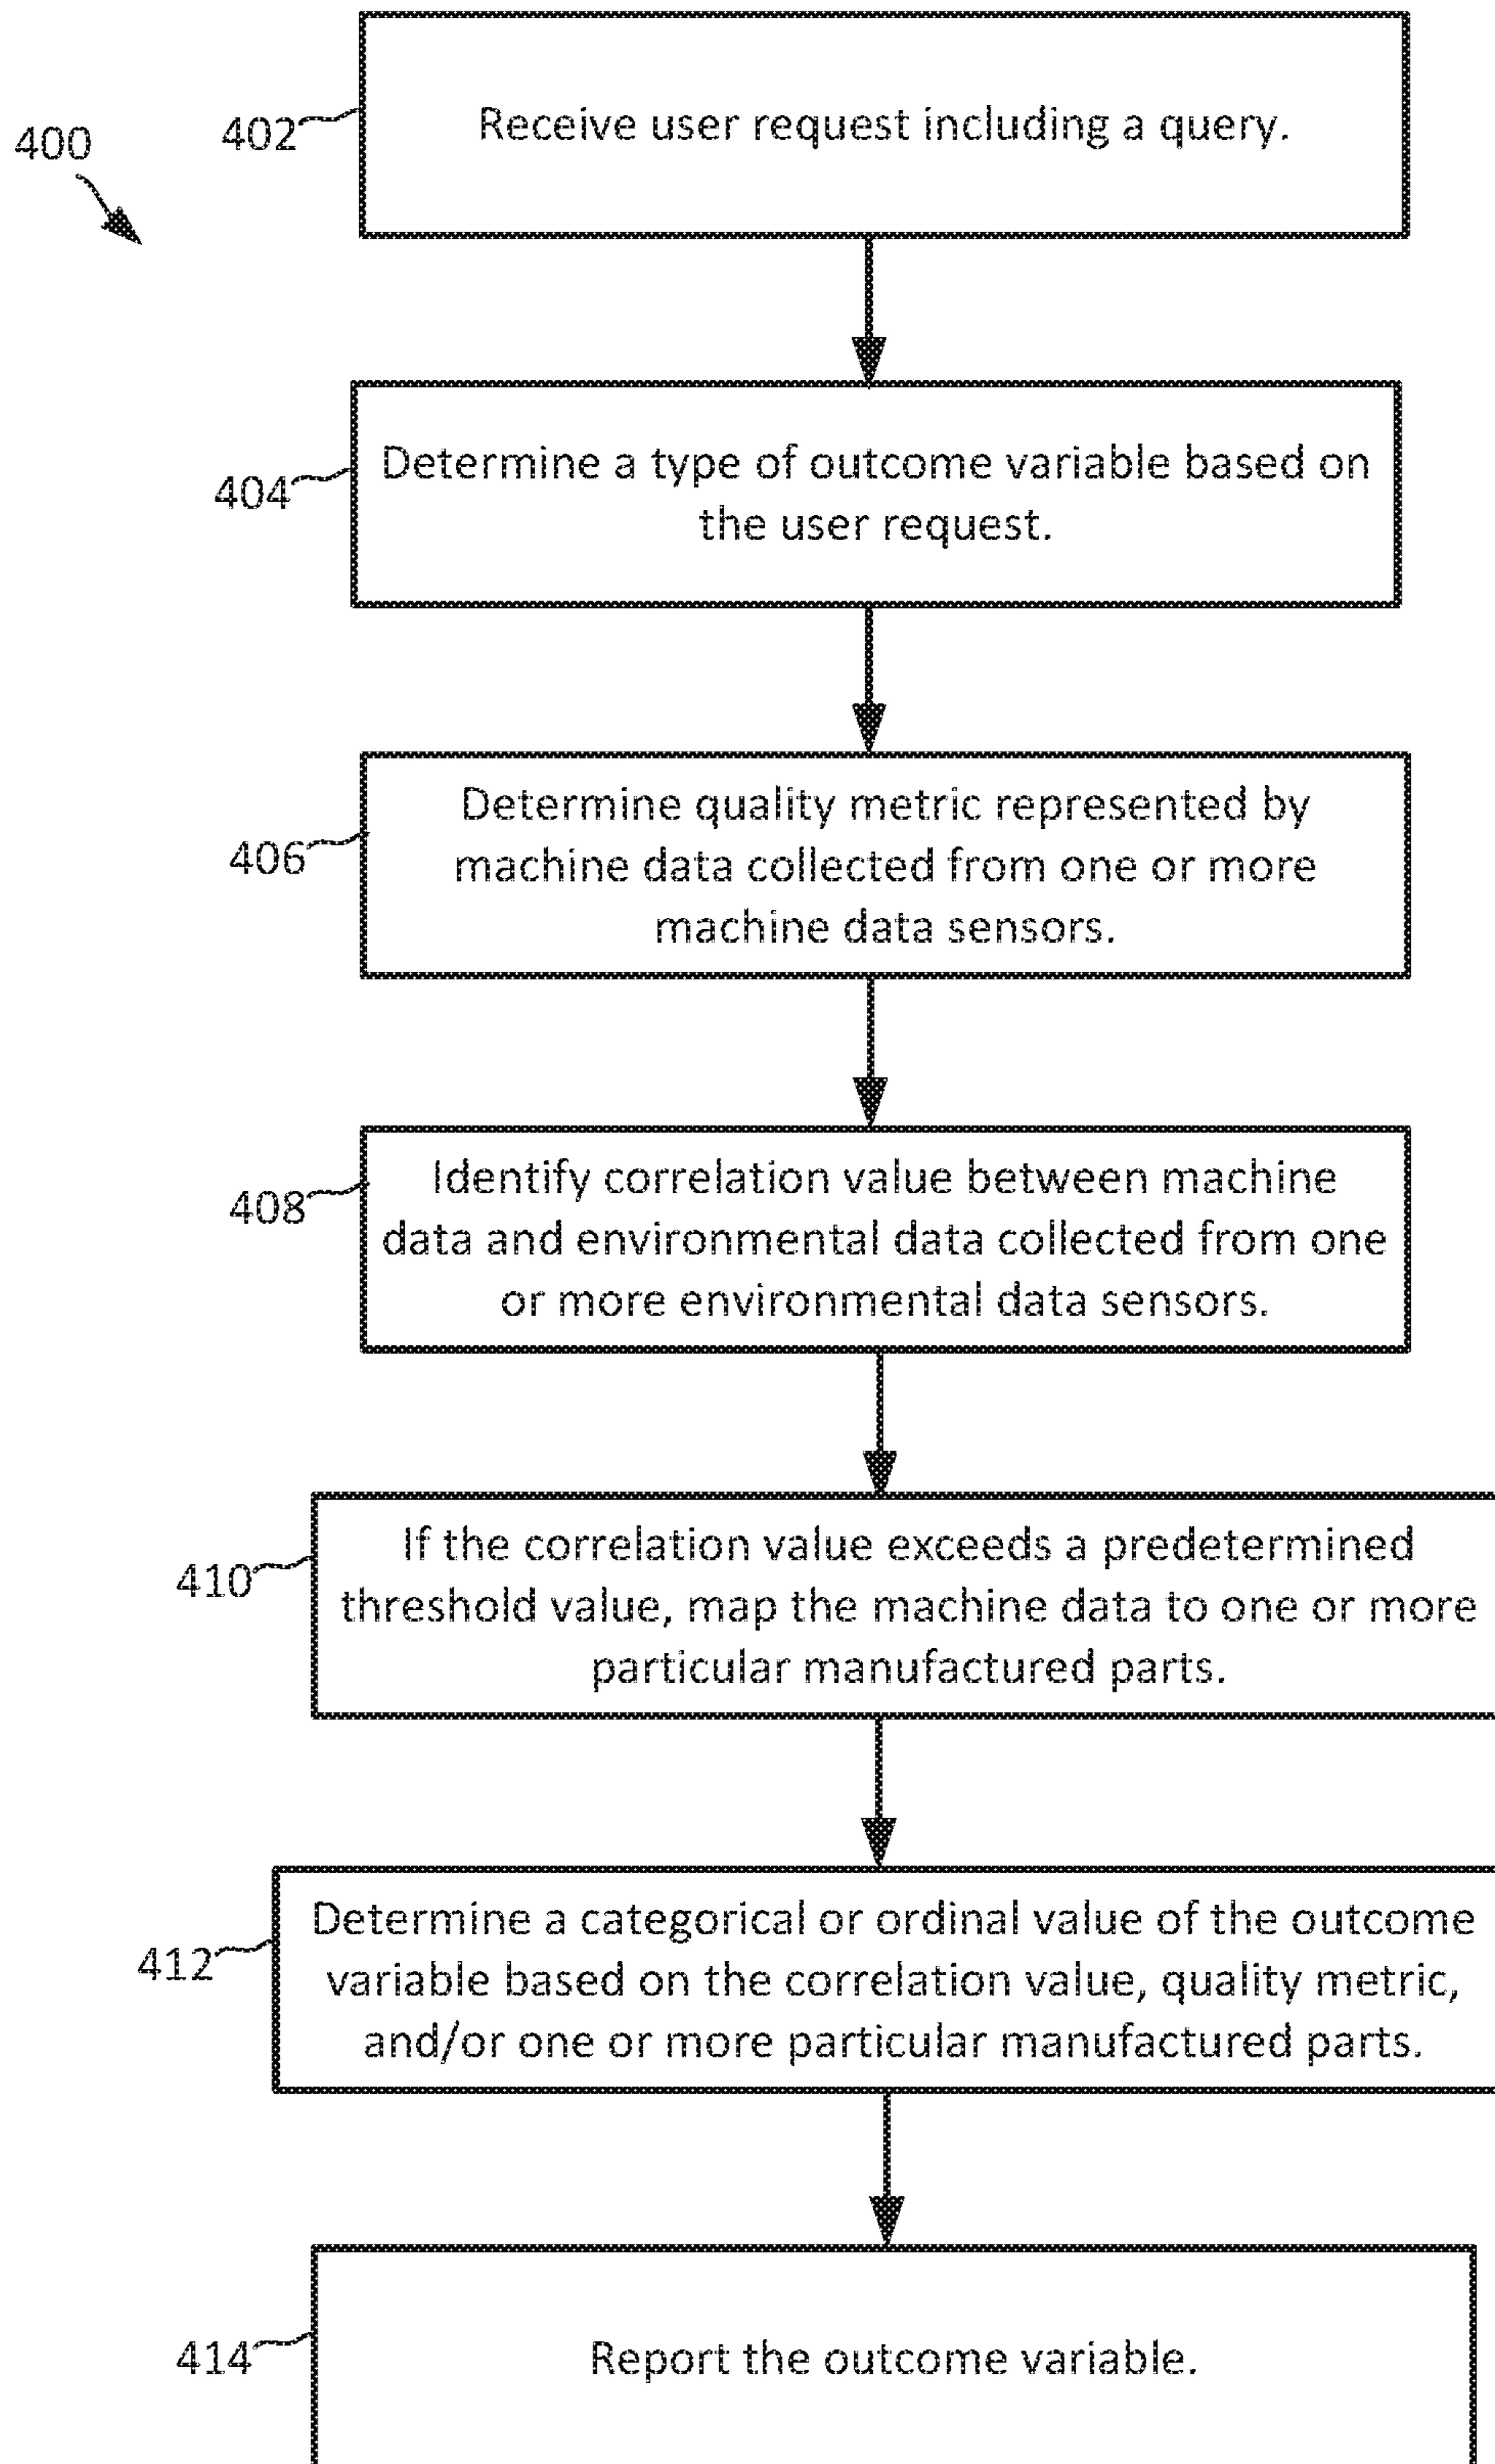 400
402
Receive user request including a query.
404
Determine a type of outcome variable based on
the user request.
406
Determine quality metric represented by
machine data collected from one or more
machine data sensors.
408
Identify correlation value between machine
data and environmental data collected from one
or more environmental data sensors.
410
If the correlation value exceeds a predetermined
threshold value, map the machine data to one or more
particular manufactured parts.
412
Determine a categorical or ordinal value of the outcome
variable based on the correlation value, quality metric,
and/or one or more particular manufactured parts.
414
Report the outcome variable.